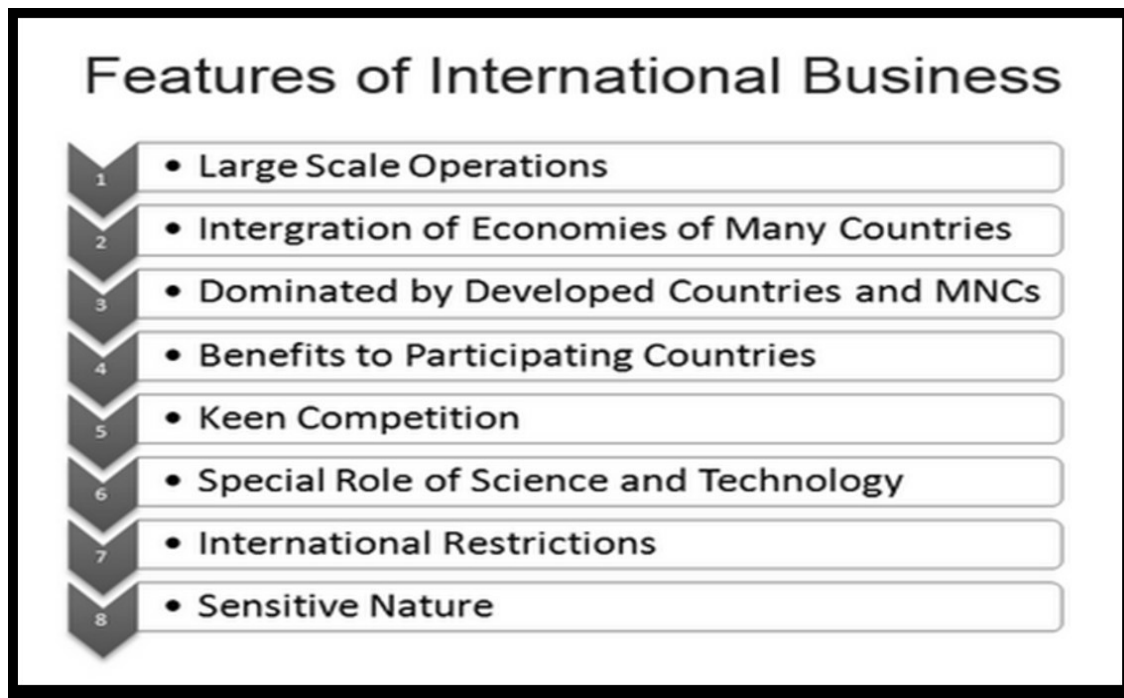 Features of International Business
1 • Large Scale Operations
2 • Intergration of Economies of Many Countries
3 • Dominated by Developed Countries and MNCs
4 • Benefits to Participating Countries
5 • Keen Competition
6 • Special Role of Science and Technology
7 • International Restrictions
8 • Sensitive Nature